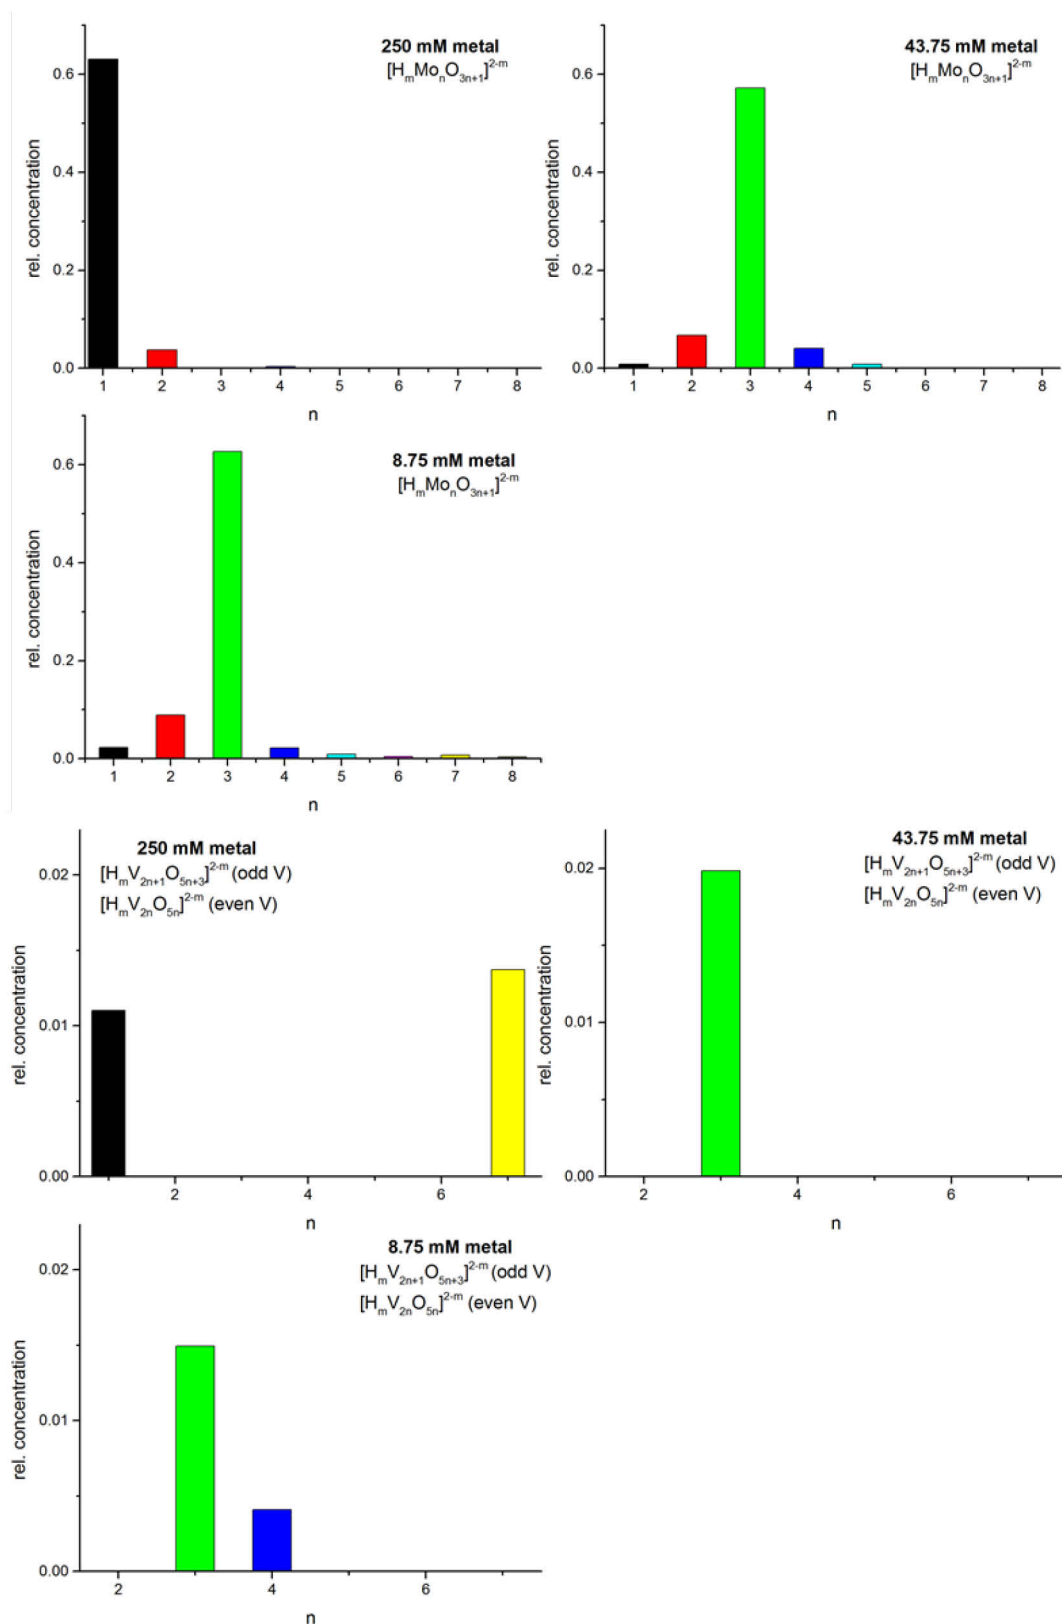 250 mM metal
[HₘMoₙO₃ₙ₊₁]²⁻ᵐ
rel. concentration
0.6
0.4
0.2
0.0
1 2 3 4 5 6 7 8
n
43.75 mM metal
[HₘMoₙO₃ₙ₊₁]²⁻ᵐ
rel. concentration
0.6
0.4
0.2
0.0
1 2 3 4 5 6 7 8
n
8.75 mM metal
[HₘMoₙO₃ₙ₊₁]²⁻ᵐ
rel. concentration
0.6
0.4
0.2
0.0
1 2 3 4 5 6 7 8
n
250 mM metal
[HₘV₂ₙ₊₁O₅ₙ₊₃]²⁻ᵐ (odd V)
[HₘV₂ₙO₅ₙ]²⁻ᵐ (even V)
rel. concentration
0.02
0.01
0.00
2 4 6
n
43.75 mM metal
[HₘV₂ₙ₊₁O₅ₙ₊₃]²⁻ᵐ (odd V)
[HₘV₂ₙO₅ₙ]²⁻ᵐ (even V)
rel. concentration
0.02
0.01
0.00
2 4 6
n
8.75 mM metal
[HₘV₂ₙ₊₁O₅ₙ₊₃]²⁻ᵐ (odd V)
[HₘV₂ₙO₅ₙ]²⁻ᵐ (even V)
rel. concentration
0.02
0.01
0.00
2 4 6
n